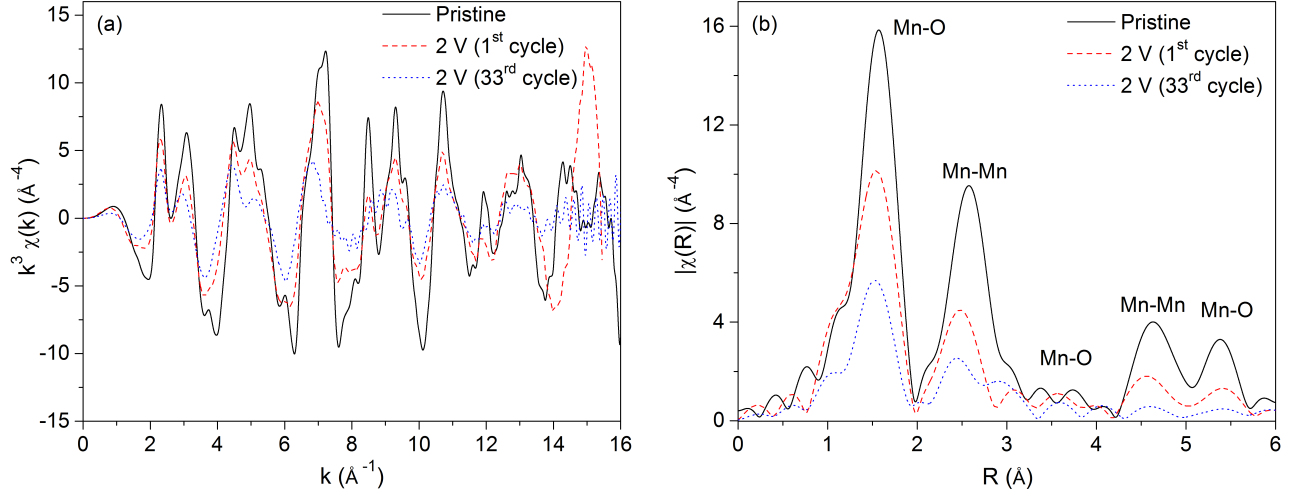 (a)
Pristine
2 V (1st cycle)
2 V (33rd cycle)
15
10
5
0
-5
-10
-15
0 2 4 6 8 10 12 14 16
k³ χ(k) (Å⁻⁴)
k (Å⁻¹)
(b)
Pristine
2 V (1st cycle)
2 V (33rd cycle)
Mn-O
Mn-Mn
Mn-O
Mn-Mn
Mn-O
16
12
8
4
0
0 1 2 3 4 5 6
|χ(R)| (Å⁻⁴)
R (Å)